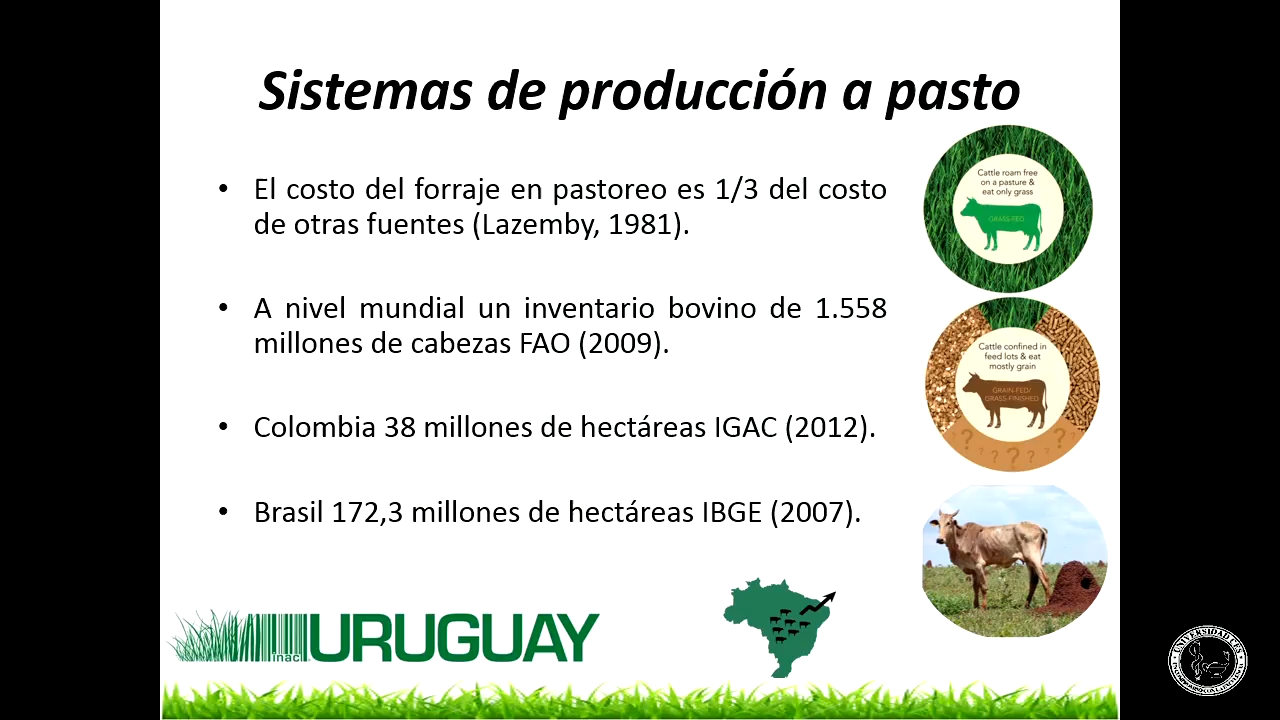 Sistemas de producción a pasto
• El costo del forraje en pastoreo es 1/3 del costo
de otras fuentes (Lazemby, 1981).
• A nivel mundial un inventario bovino de 1.558
millones de cabezas FAO (2009).
• Colombia 38 millones de hectáreas IGAC (2012).
• Brasil 172,3 millones de hectáreas IBGE (2007).
Cattle roam free
on a pasture &
eat only grass
GRASS-FED
Cattle confined in
feed lots & eat
mostly grain
GRAIN-FED/
GRASS-FINISHED
? ? ? ? ? ?
inac
URUGUAY